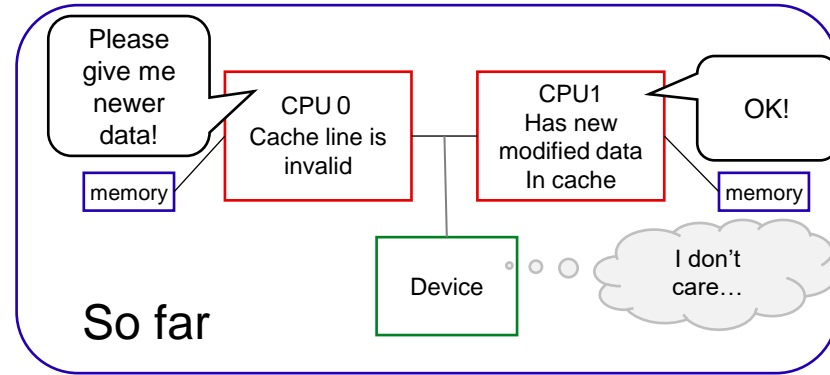 Please
give me
newer
data!
CPU 0
Cache line is
invalid
CPU1
Has new
modified data
In cache
OK!
memory
memory
Device
I don't
care…
So far